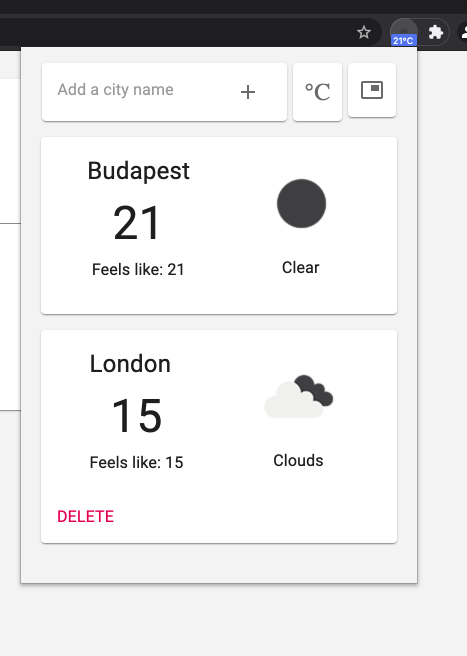 21°C
Add a city name +
°C
Budapest
21
Feels like: 21
Clear
London
15
Feels like: 15
Clouds
DELETE